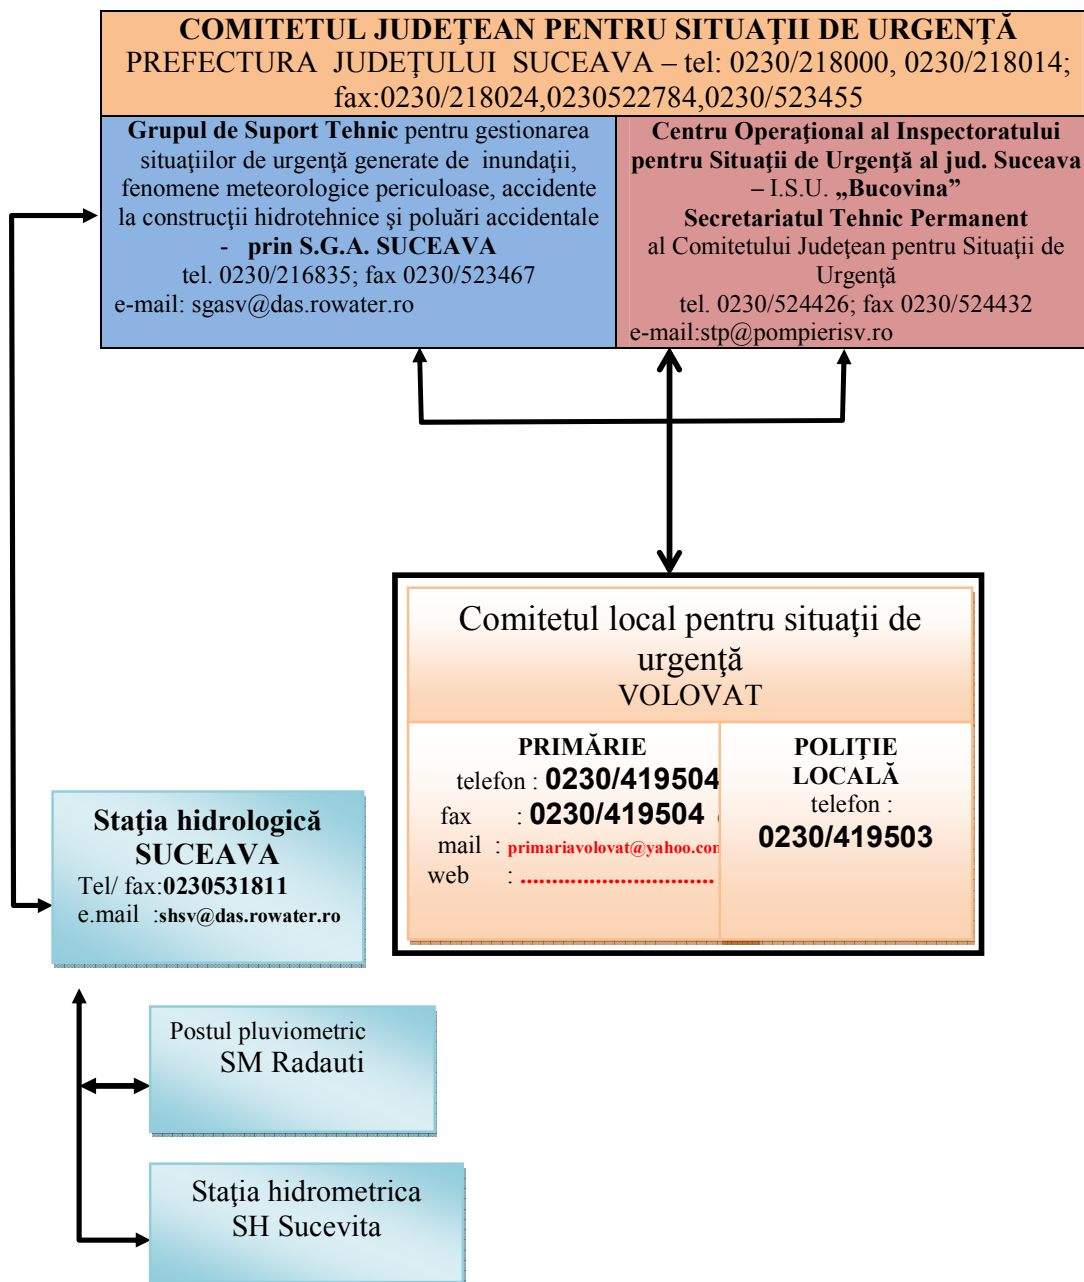 COMITETUL JUDEŢEAN PENTRU SITUAŢII DE URGENŢĂ
PREFECTURA JUDEŢULUI SUCEAVA – tel: 0230/218000, 0230/218014;
fax:0230/218024,0230522784,0230/523455
Grupul de Suport Tehnic pentru gestionarea
situaţiilor de urgenţă generate de inundaţii,
fenomene meteorologice periculoase, accidente
la construcţii hidrotehnice şi poluări accidentale
- prin S.G.A. SUCEAVA
tel. 0230/216835; fax 0230/523467
e-mail: sgasv@das.rowater.ro
Centru Operaţional al Inspectoratului
pentru Situaţii de Urgenţă al jud. Suceava
– I.S.U. „Bucovina”
Secretariatul Tehnic Permanent
al Comitetului Judeţean pentru Situaţii de
Urgenţă
tel. 0230/524426; fax 0230/524432
e-mail:stp@pompierisv.ro
Comitetul local pentru situaţii de
urgenţă
VOLOVAT
PRIMĂRIE
telefon : 0230/419504
fax : 0230/419504
mail : primariavolovat@yahoo.com
web : ...............................
POLIŢIE
LOCALĂ
telefon :
0230/419503
Staţia hidrologică
SUCEAVA
Tel/ fax:0230531811
e.mail :shsv@das.rowater.ro
Postul pluviometric
SM Radauti
Staţia hidrometrica
SH Sucevita